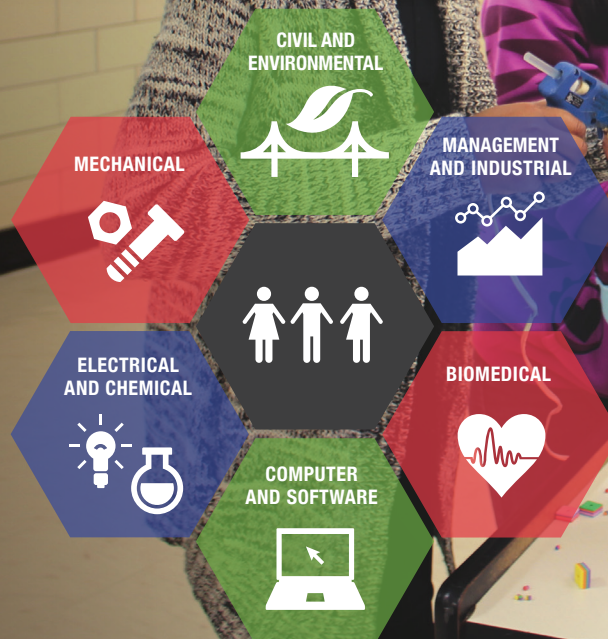 CIVIL AND
ENVIRONMENTAL
MECHANICAL
MANAGEMENT
AND INDUSTRIAL
ELECTRICAL
AND CHEMICAL
BIOMEDICAL
COMPUTER
AND SOFTWARE